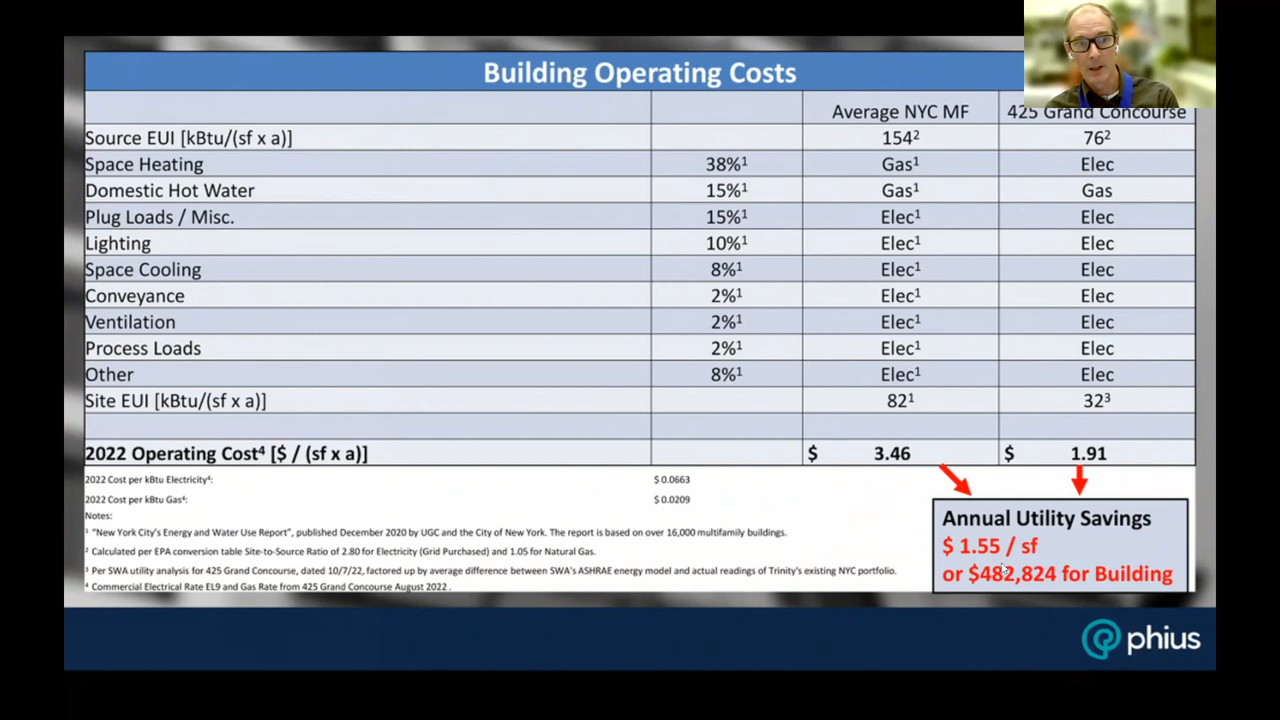 Building Operating Costs
Average NYC MF 425 Grand Concourse
Source EUI [kBtu/(sf x a)] 154² 76²
Space Heating 38%¹ Gas¹ Elec
Domestic Hot Water 15%¹ Gas¹ Gas
Plug Loads / Misc. 15%¹ Elec¹ Elec
Lighting 10%¹ Elec¹ Elec
Space Cooling 8%¹ Elec¹ Elec
Conveyance 2%¹ Elec¹ Elec
Ventilation 2%¹ Elec¹ Elec
Process Loads 2%¹ Elec¹ Elec
Other 8%¹ Elec¹ Elec
Site EUI [kBtu/(sf x a)] 82¹ 32³
2022 Operating Cost⁴ [$ / (sf x a)] $ 3.46 $ 1.91
2022 Cost per kBtu Electricity⁴: $ 0.0663
2022 Cost per kBtu Gas⁴: $ 0.0209
Notes:
¹ "New York City's Energy and Water Use Report", published December 2020 by UGC and the City of New York. The report is based on over 16,000 multifamily buildings.
² Calculated per EPA conversion table Site-to-Source Ratio of 2.80 for Electricity (Grid Purchased) and 1.05 for Natural Gas.
³ Per SWA utility analysis for 425 Grand Concourse, dated 10/7/22, factored up by average difference between SWA's ASHRAE energy model and actual readings of Trinity's existing NYC portfolio.
⁴ Commercial Electrical Rate EL9 and Gas Rate from 425 Grand Concourse August 2022 .
Annual Utility Savings
$ 1.55 / sf
or $482,824 for Building
phius